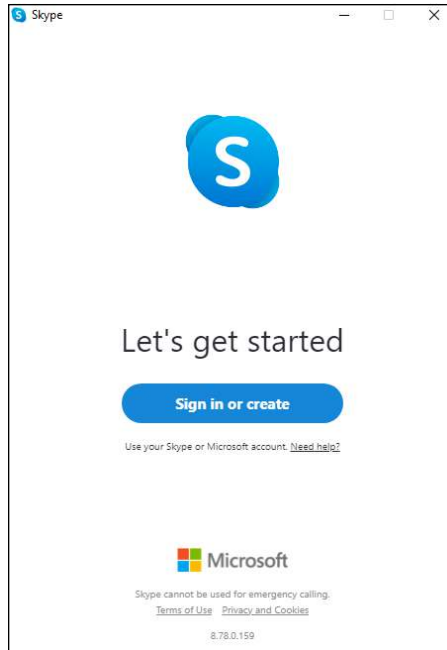 Skype
S
Let's get started
Sign in or create
Use your Skype or Microsoft account. Need help?
Microsoft
Skype cannot be used for emergency calling.
Terms of Use Privacy and Cookies
8.78.0.159